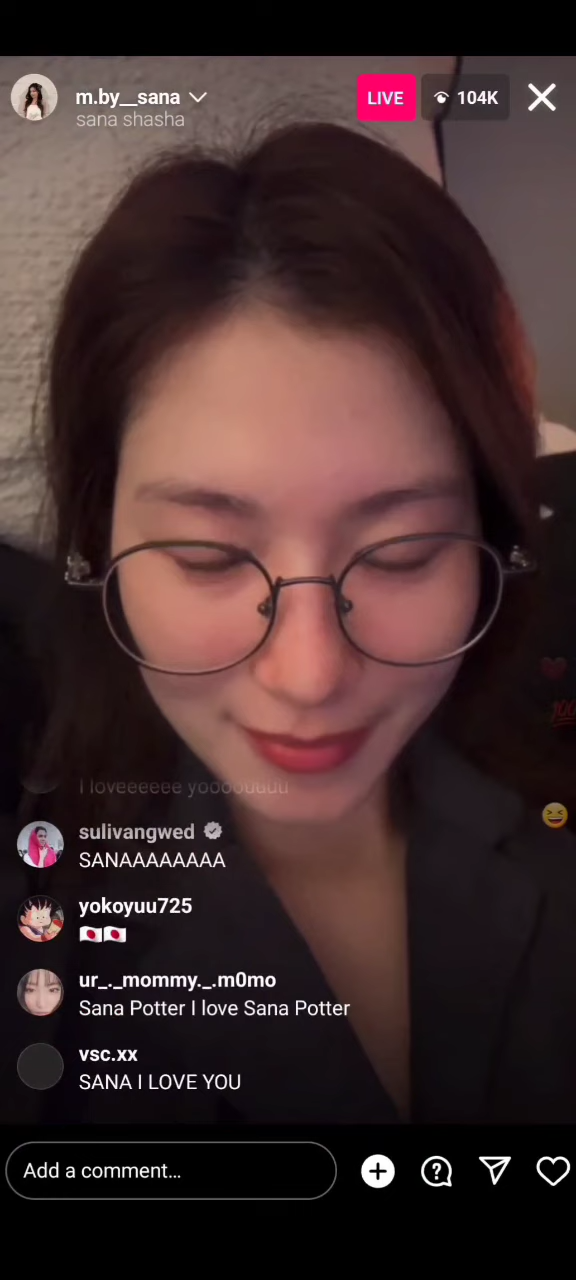 m.by__sana
sana shasha
LIVE
104K
I loveeeeee yoooouuuu
sulivangwed
SANAAAAAAAA
yokoyuu725
🇯🇵🇯🇵
ur_._mommy._.m0mo
Sana Potter I love Sana Potter
vsc.xx
SANA I LOVE YOU
Add a comment...
💯